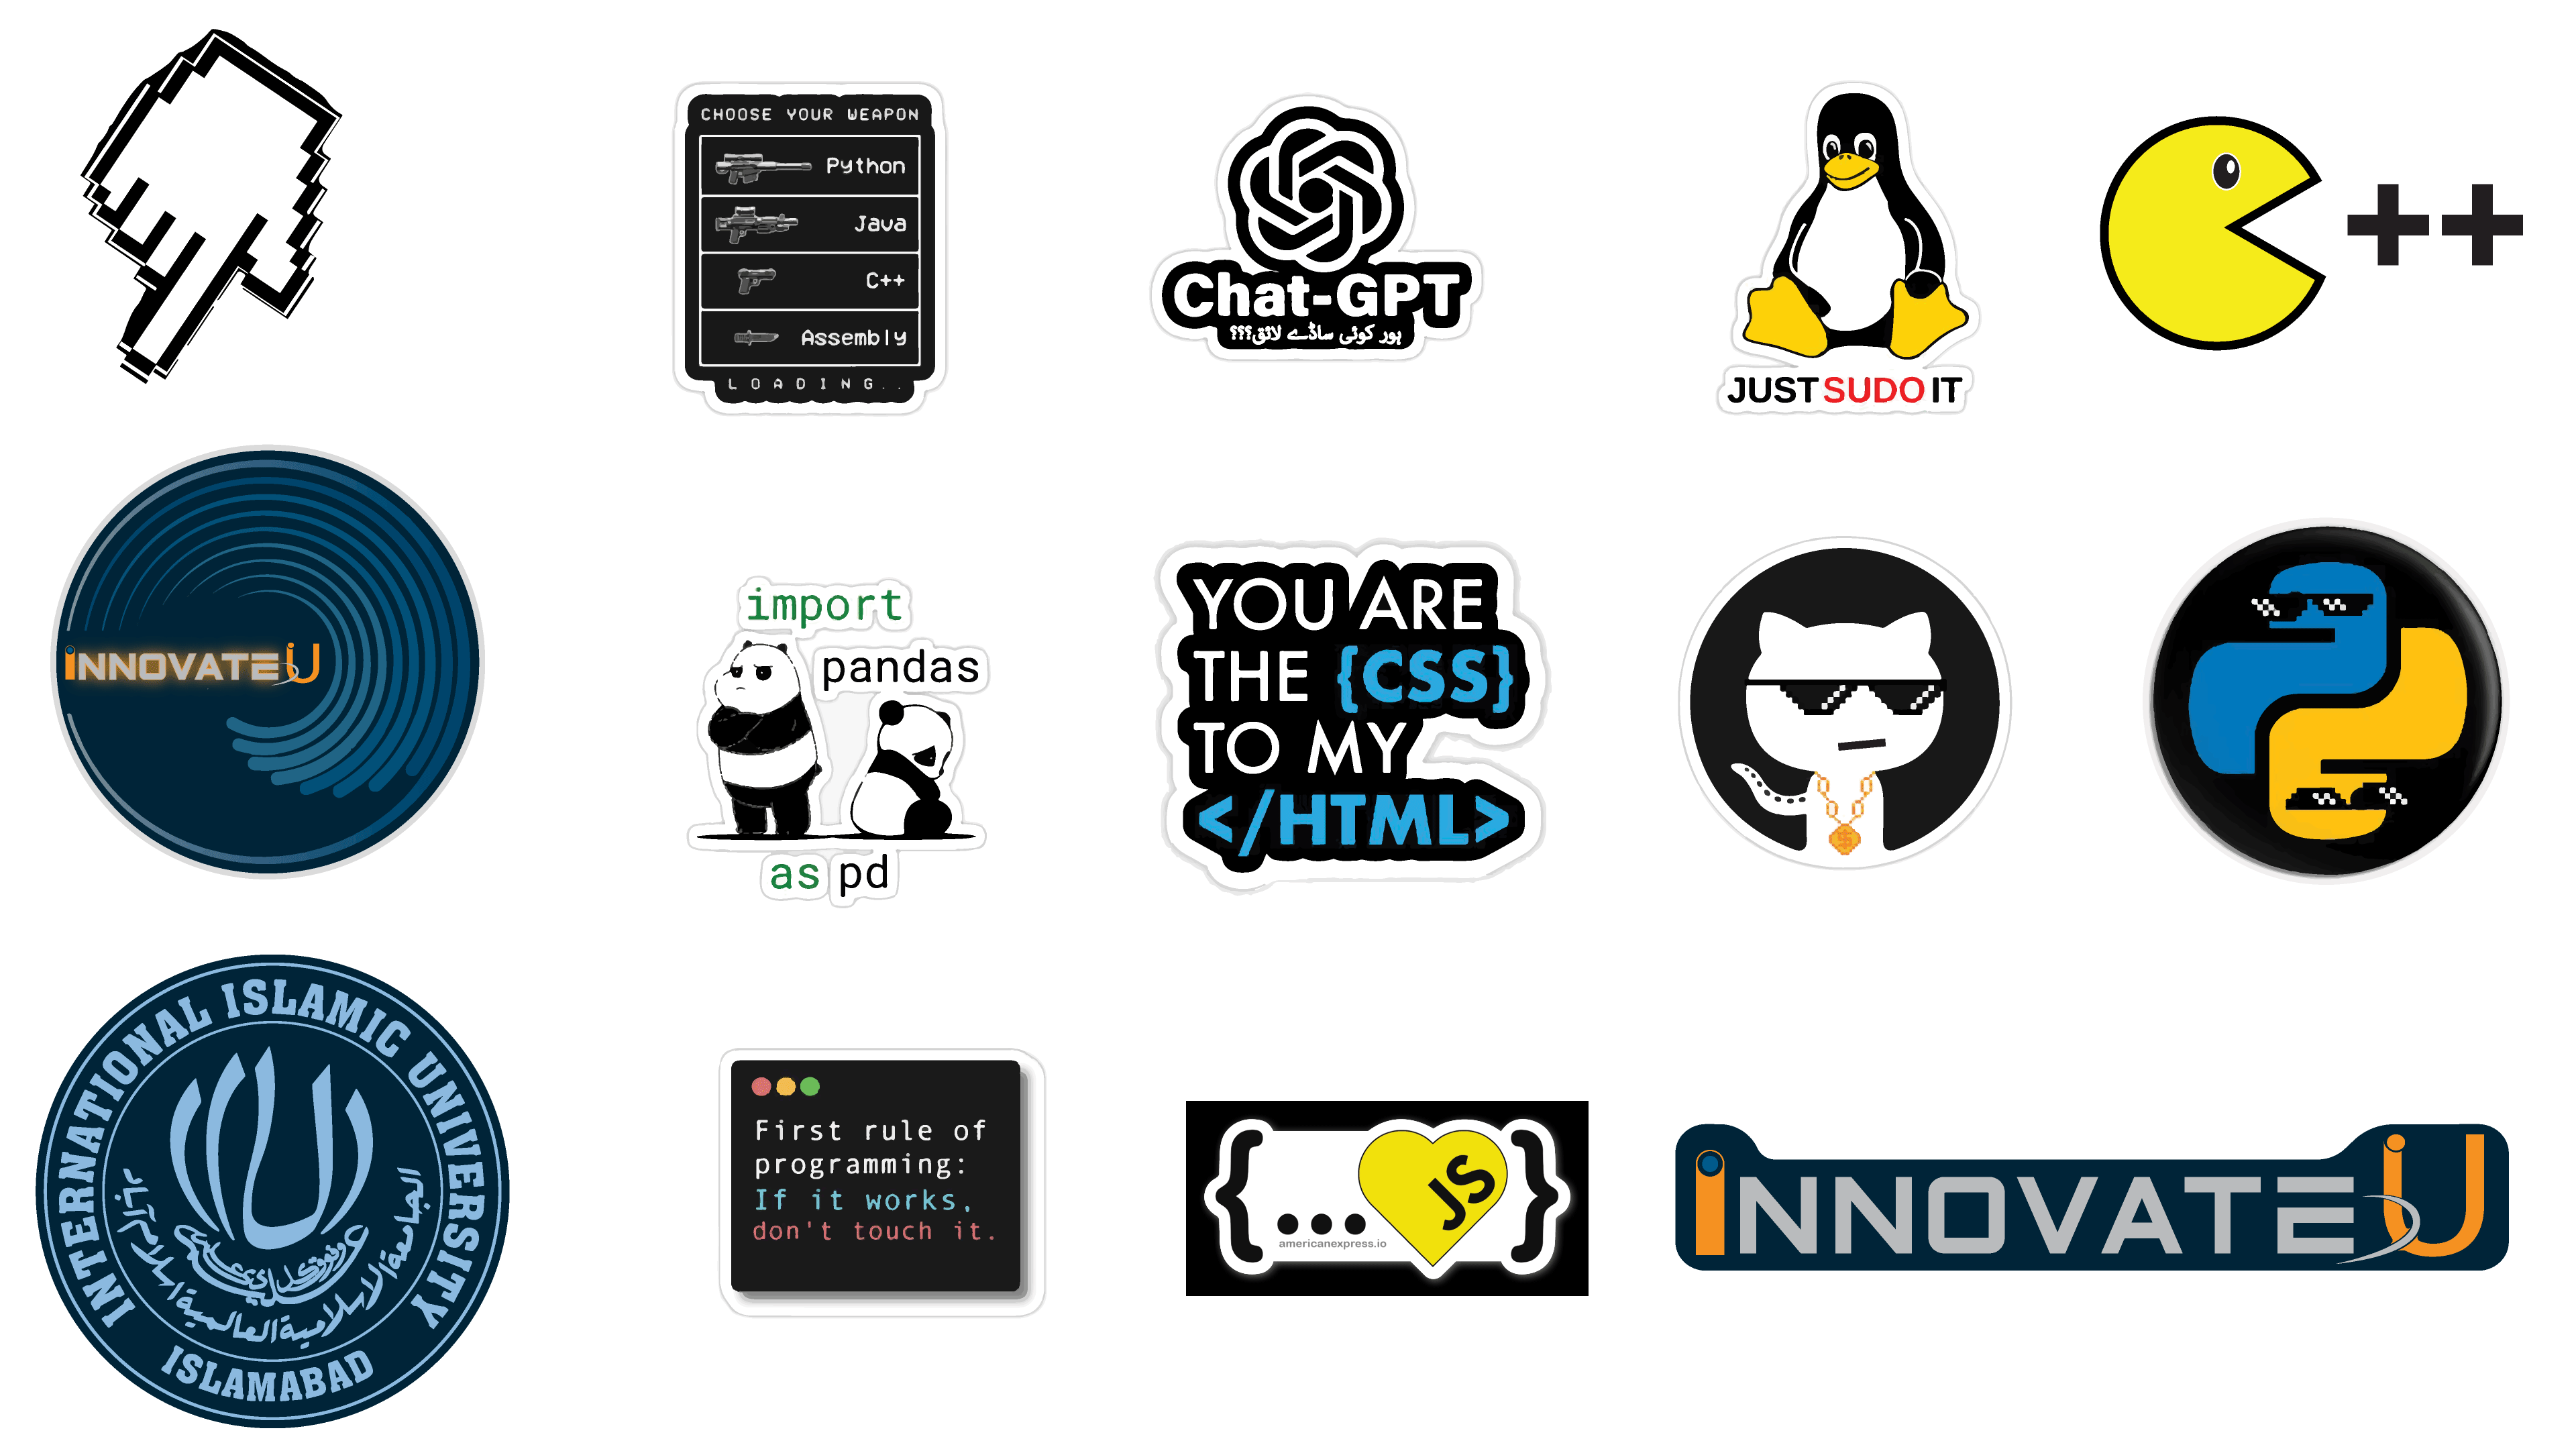 CHOOSE YOUR WEAPON
Python
Java
C++
Assembly
LOADING..
Chat-GPT
ہور کوئی ساڈے لائق؟؟؟
JUST SUDO IT
++
INNOVATE U
import
pandas
as pd
YOU ARE
THE {CSS}
TO MY
</HTML>
INTERNATIONAL ISLAMIC UNIVERSITY
الجامعة الاسلامية العالمية اسلام آباد
ISLAMABAD
First rule of
programming:
If it works,
don't touch it.
{... JS}
americanexpress.io
iNNOVATE U